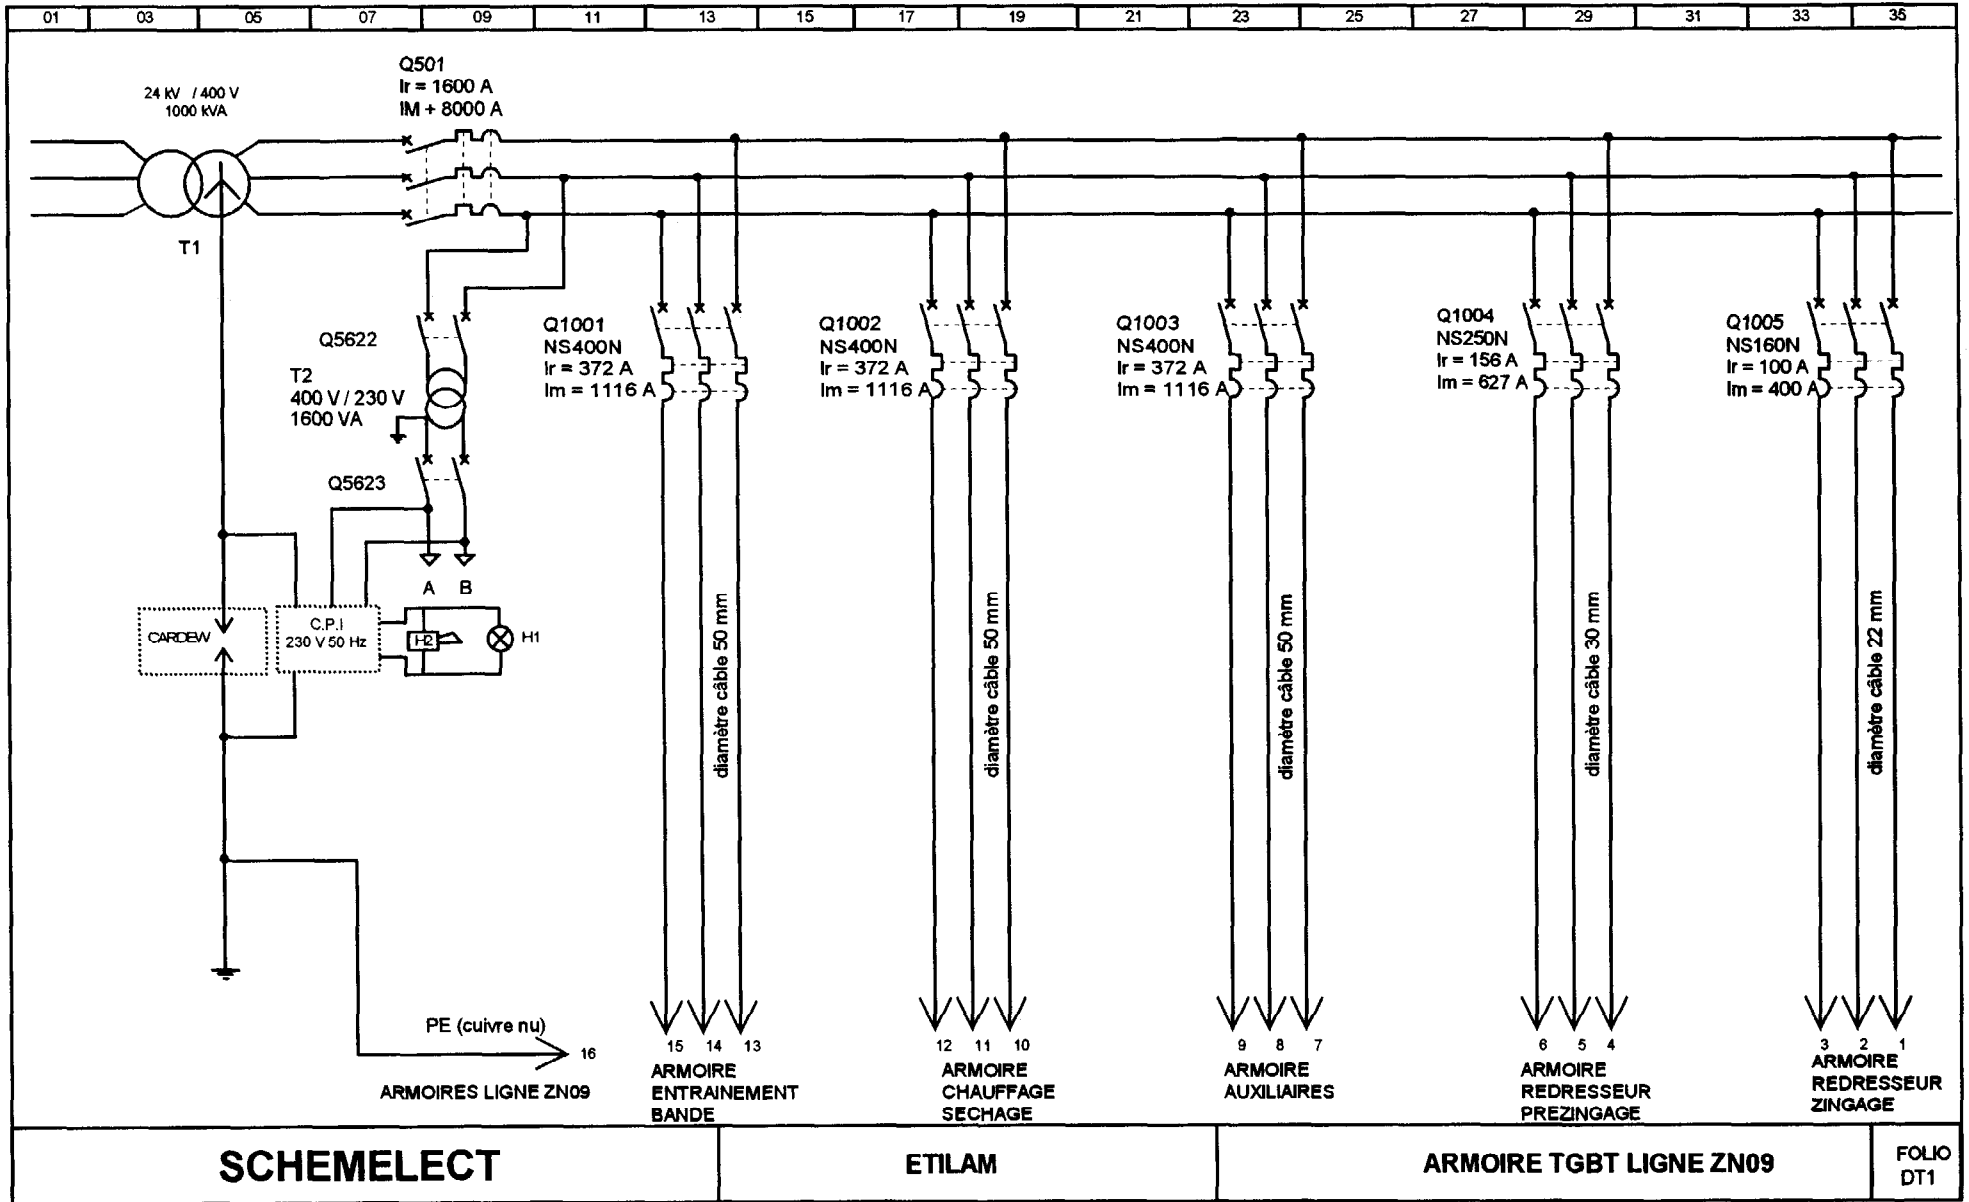 01 03 05 07 09 11 13 15 17 19 21 23 25 27 29 31 33 35
24 kV / 400 V
1000 kVA
Q501
Ir = 1600 A
IM + 8000 A
T1
Q5622
T2
400 V / 230 V
1600 VA
Q5623
A B
CARDEW
C.P.I
230 V 50 Hz
H2
H1
Q1001
NS400N
Ir = 372 A
Im = 1116 A
diamètre câble 50 mm
Q1002
NS400N
Ir = 372 A
Im = 1116 A
diamètre câble 50 mm
Q1003
NS400N
Ir = 372 A
Im = 1116 A
diamètre câble 50 mm
Q1004
NS250N
Ir = 156 A
Im = 627 A
diamètre câble 30 mm
Q1005
NS160N
Ir = 100 A
Im = 400 A
diamètre câble 22 mm
PE (cuivre nu)
16
ARMOIRES LIGNE ZN09
15 14 13
ARMOIRE
ENTRAINEMENT
BANDE
12 11 10
ARMOIRE
CHAUFFAGE
SECHAGE
9 8 7
ARMOIRE
AUXILIAIRES
6 5 4
ARMOIRE
REDRESSEUR
PREZINGAGE
3 2 1
ARMOIRE
REDRESSEUR
ZINGAGE
SCHEMELECT
ETILAM
ARMOIRE TGBT LIGNE ZN09
FOLIO
DT1